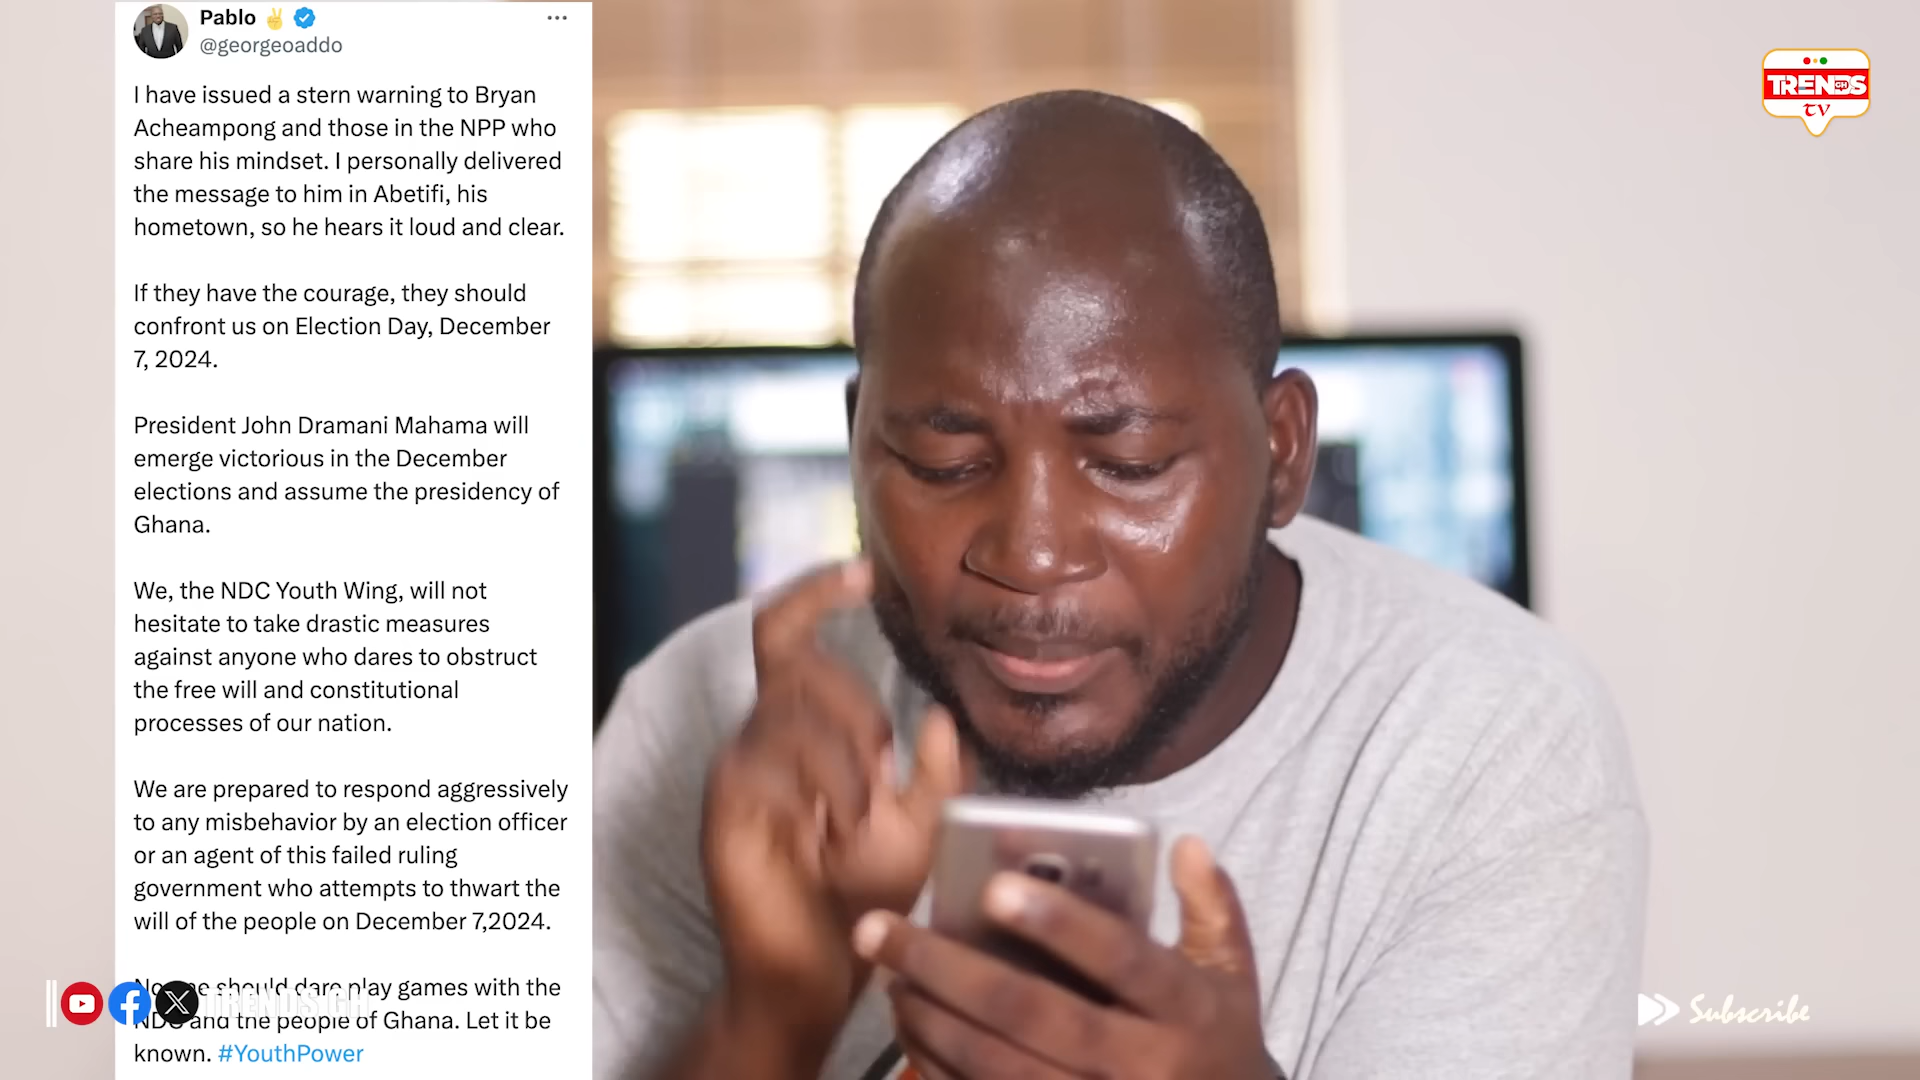 Pablo ✌️
@georgeoaddo
I have issued a stern warning to Bryan
Acheampong and those in the NPP who
share his mindset. I personally delivered
the message to him in Abetifi, his
hometown, so he hears it loud and clear.
If they have the courage, they should
confront us on Election Day, December
7, 2024.
President John Dramani Mahama will
emerge victorious in the December
elections and assume the presidency of
Ghana.
We, the NDC Youth Wing, will not
hesitate to take drastic measures
against anyone who dares to obstruct
the free will and constitutional
processes of our nation.
We are prepared to respond aggressively
to any misbehavior by an election officer
or an agent of this failed ruling
government who attempts to thwart the
will of the people on December 7,2024.
should dare play games with the
NDC and the people of Ghana. Let it be
known. #YouthPower
TRENDS GH
TV
TRENDS GH
Subscribe